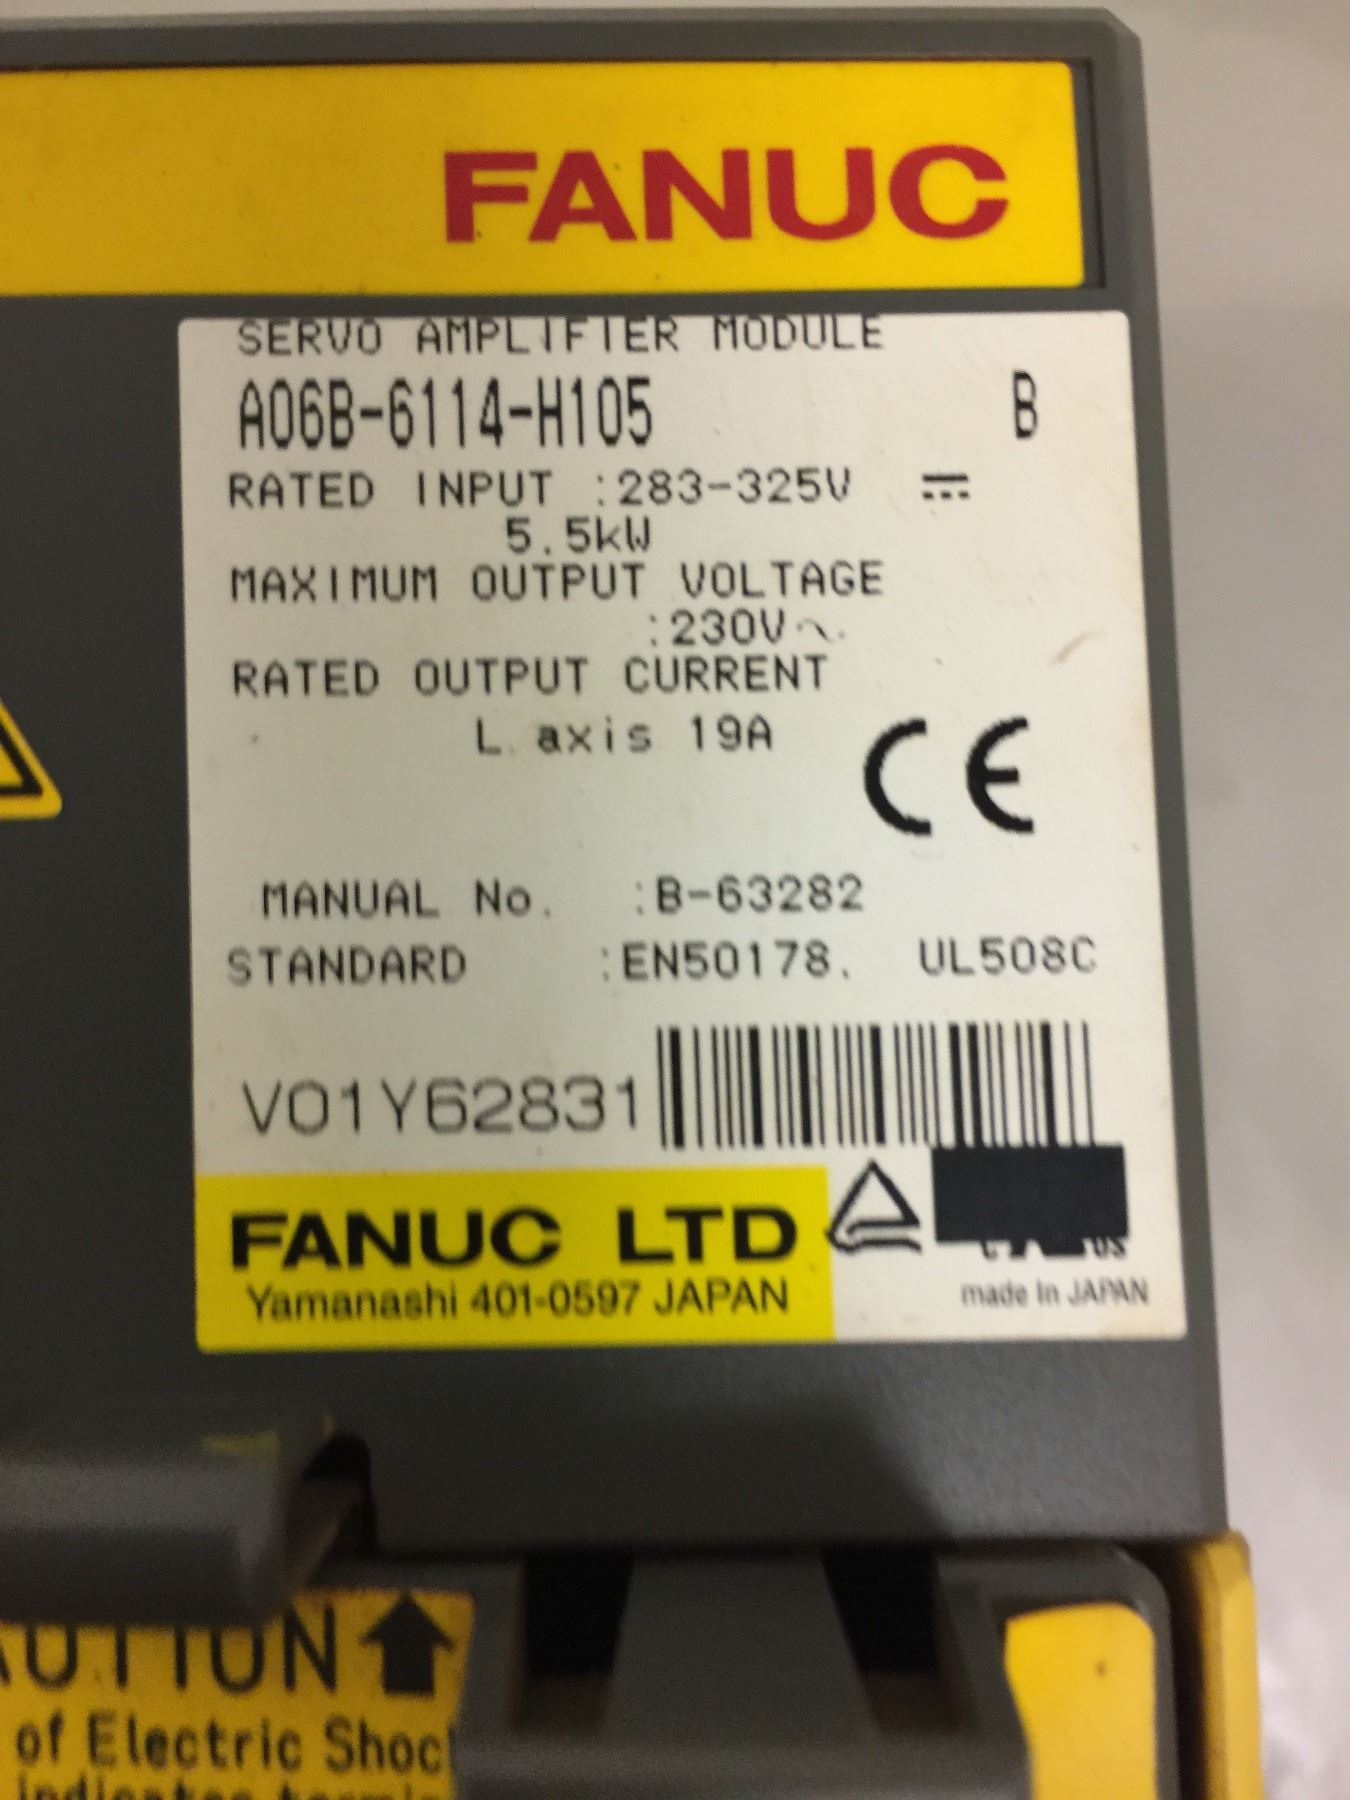 FANUC
SERVO AMPLIFIER MODULE
A06B-6114-H105 B
RATED INPUT :283-325V ⎓
5.5kW
MAXIMUM OUTPUT VOLTAGE
:230V~
RATED OUTPUT CURRENT
L axis 19A
CE
MANUAL No. :B-63282
STANDARD :EN50178. UL508C
V01Y62831
FANUC LTD
Yamanashi 401-0597 JAPAN
made In JAPAN
of Electric Shoc